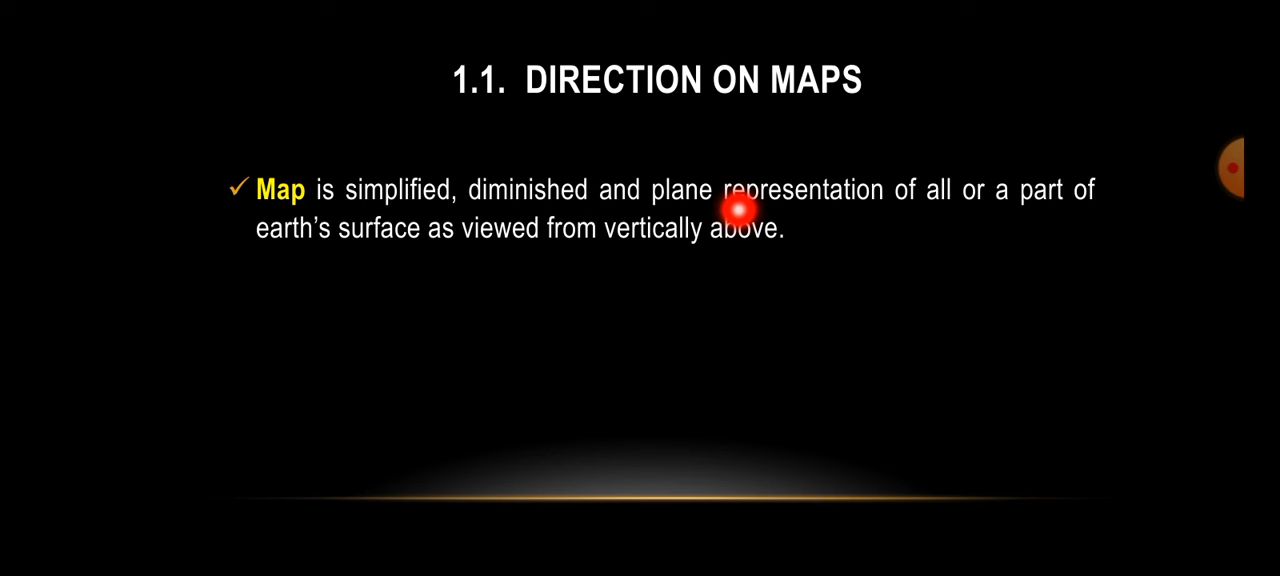 1.1. DIRECTION ON MAPS
✓ Map is simplified, diminished and plane representation of all or a part of
earth’s surface as viewed from vertically above.